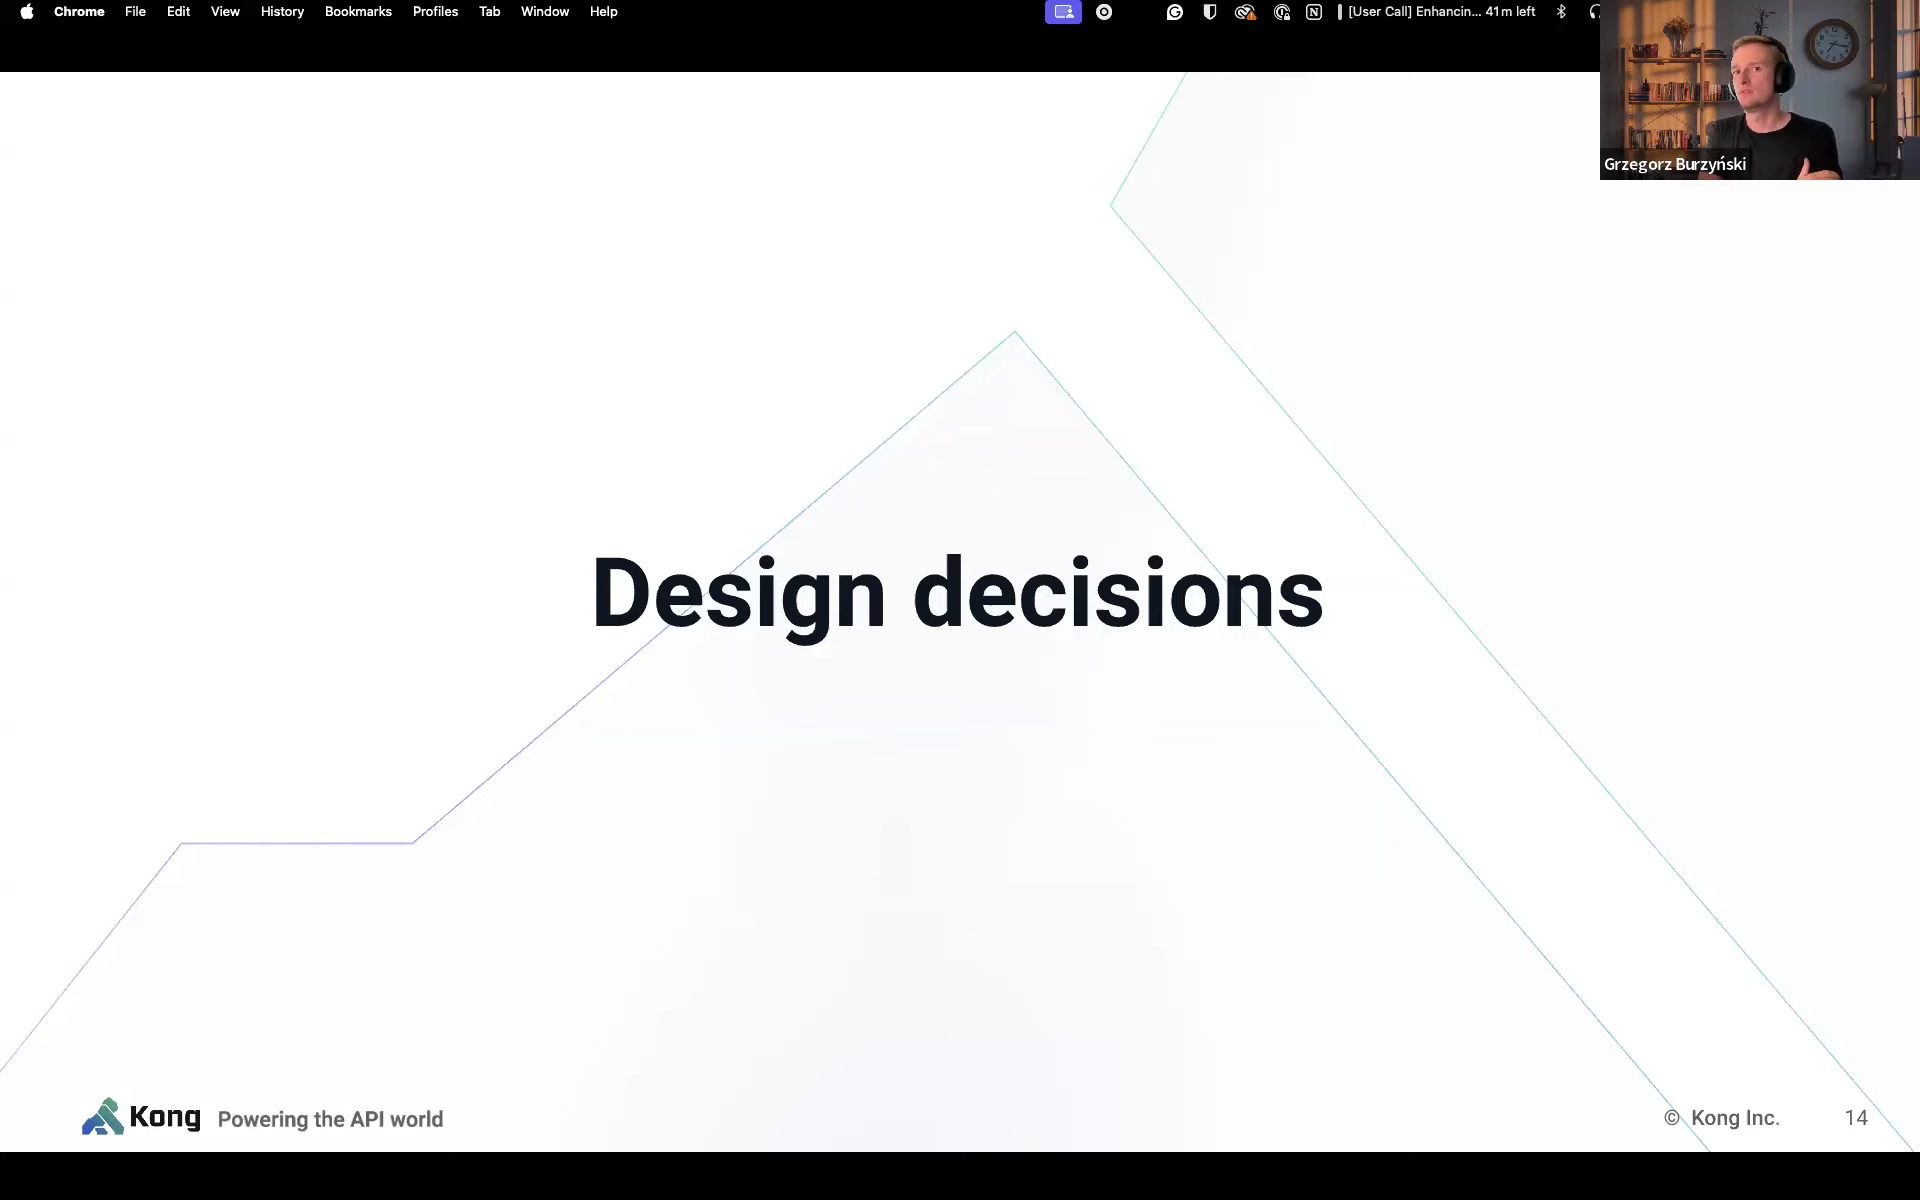 Chrome File Edit View History Bookmarks Profiles Tab Window Help
[User Call] Enhancin... 41m left
Grzegorz Burzyński
Design decisions
Kong Powering the API world
© Kong Inc. 14